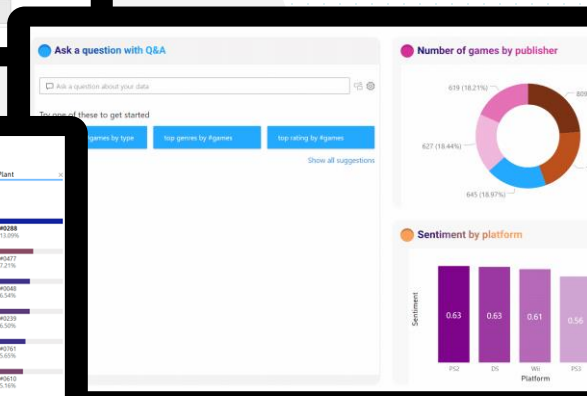 Ask a question with Q&A
Ask a question about your data
Try one of these to get started
games by type
top genres by #games
top rating by #games
Show all suggestions
Number of games by publisher
619 (18.21%)
809
627 (18.44%)
645 (18.97%)
Sentiment by platform
Sentiment
0.63
0.63
0.61
0.56
PS2
DS
Wii
PS3
Platform
Plant
#0288
13.09%
#0477
7.21%
#0048
6.54%
#0239
6.50%
#0761
5.65%
#0610
5.16%